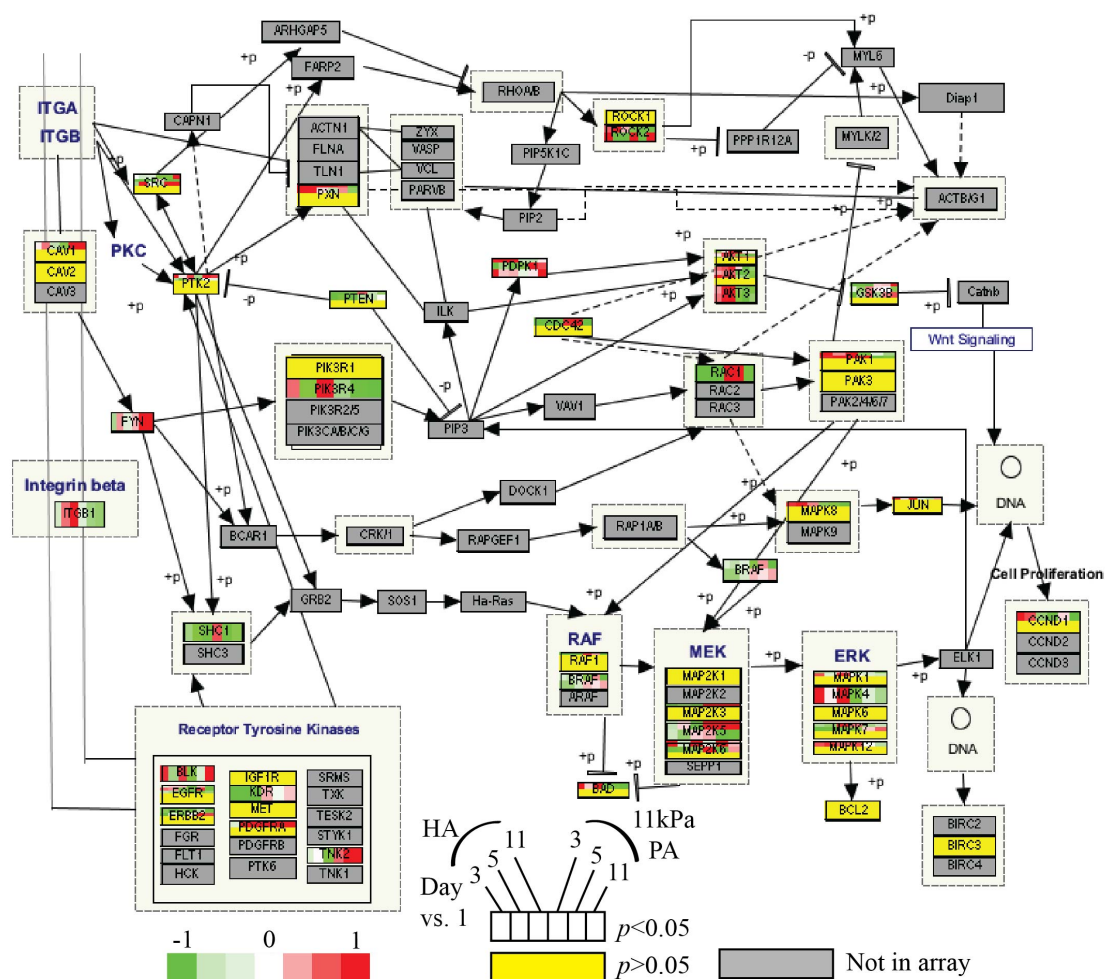 ARHGAP5
+p
+p
FARP2
-p
MYL6
ITGA
ITGB
RHOA/B
+p
+p
CAPN1
ACTN1
FLNA
TLN1
PXN
ZYX
VASP
VCL
PARVB
ROCK1
ROCK2
+p
PPP1R12A
MYLK/2
Diap1
PIP5K1C
+p
SRC
PIP2
+p
+p
ACTB/G1
CAV1
CAV2
CAV3
PKC
PTK2
+p
-p
+p
PTEN
ILK
PDPK1
+p
AKT1
AKT2
AKT3
GSK3B
+p
Catnb
CDC42
Wnt Signaling
PIK3R1
PIK3R4
PIK3R2/5
PIK3CA/B/C/G
-p
PIP3
VAV1
RAC1
RAC2
RAC3
PAK1
PAK3
PAK2/4/6/7
FYN
Integrin beta
ITGB1
+p
BCAR1
CRK/1
DOCK1
RAPGEF1
RAP1A/B
+p
+p
+p
MAPK8
MAPK9
+p
JUN
DNA
BRAF
Cell Proliferation
+p
+p
GRB2
SOS1
Ha-Ras
+p
+p
+p
SHC1
SHC3
RAF
RAF1
BRAF
ARAF
+p
MEK
MAP2K1
MAP2K2
MAP2K3
MAP2K5
MAP2K6
SEPP1
+p
ERK
MAPK1
MAPK4
MAPK6
MAPK7
MAPK12
+p
ELK1
CCND1
CCND2
CCND3
DNA
Receptor Tyrosine Kinases
BLK
EGFR
ERBB2
FGR
FLT1
HCK
IGF1R
KDR
MET
PDGFRA
PDGFRB
PTK6
SRMS
TXK
TESK2
STYK1
TNK2
TNK1
+p
BAD
+p
+p
BCL2
BIRC2
BIRC3
BIRC4
HA
11kPa
PA
3 5 11 3 5 11
Day
vs. 1
p<0.05
p>0.05
-1 0 1
Not in array